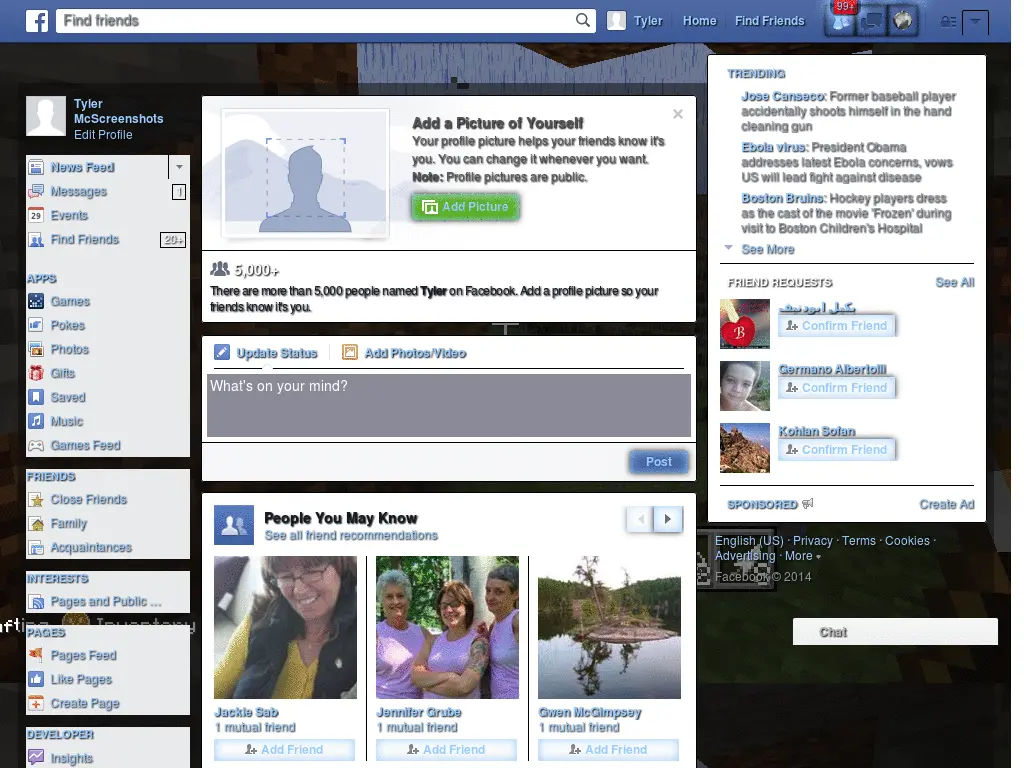 Find friends
Tyler
Home
Find Friends
99+
Tyler
McScreenshots
Edit Profile
News Feed
Messages
1
29
Events
Find Friends
20+
APPS
Games
Pokes
Photos
Gifts
Saved
Music
Games Feed
FRIENDS
Close Friends
Family
Acquaintances
INTERESTS
Pages and Public ...
Inventory
PAGES
Pages Feed
Like Pages
Create Page
DEVELOPER
Insights
Add a Picture of Yourself
Your profile picture helps your friends know it's
you. You can change it whenever you want.
Note: Profile pictures are public.
Add Picture
5,000+
There are more than 5,000 people named Tyler on Facebook. Add a profile picture so your
friends know it's you.
Update Status
Add Photos/Video
What's on your mind?
Post
People You May Know
See all friend recommendations
Jackie Sab
1 mutual friend
Add Friend
Jennifer Grube
1 mutual friend
Add Friend
Gwen McGimpsey
1 mutual friend
Add Friend
TRENDING
Jose Canseco: Former baseball player
accidentally shoots himself in the hand
cleaning gun
Ebola virus: President Obama
addresses latest Ebola concerns, vows
US will lead fight against disease
Boston Bruins: Hockey players dress
as the cast of the movie 'Frozen' during
visit to Boston Children's Hospital
See More
FRIEND REQUESTS
See All
B
Confirm Friend
Germano Albertolli
Confirm Friend
Kohlan Sofan
Confirm Friend
SPONSORED
Create Ad
English (US) · Privacy · Terms · Cookies ·
Advertising · More
Facebook © 2014
Chat